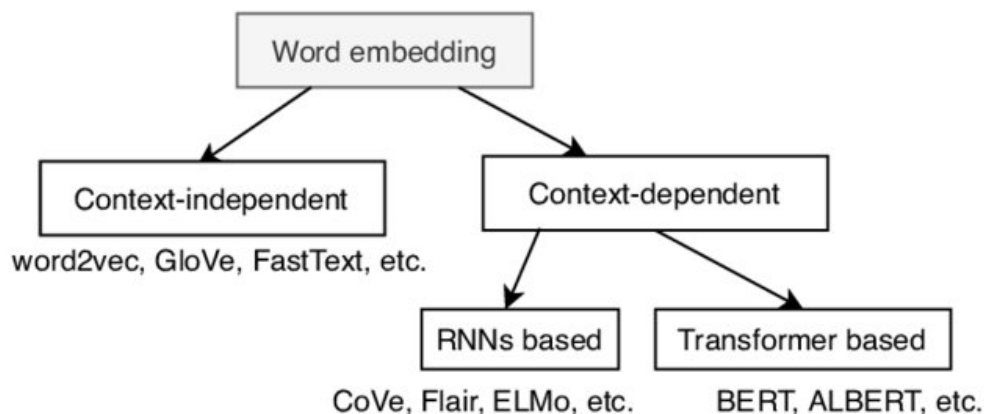 Word embedding
Context-independent
Context-dependent
word2vec, GloVe, FastText, etc.
RNNs based
Transformer based
CoVe, Flair, ELMo, etc.
BERT, ALBERT, etc.